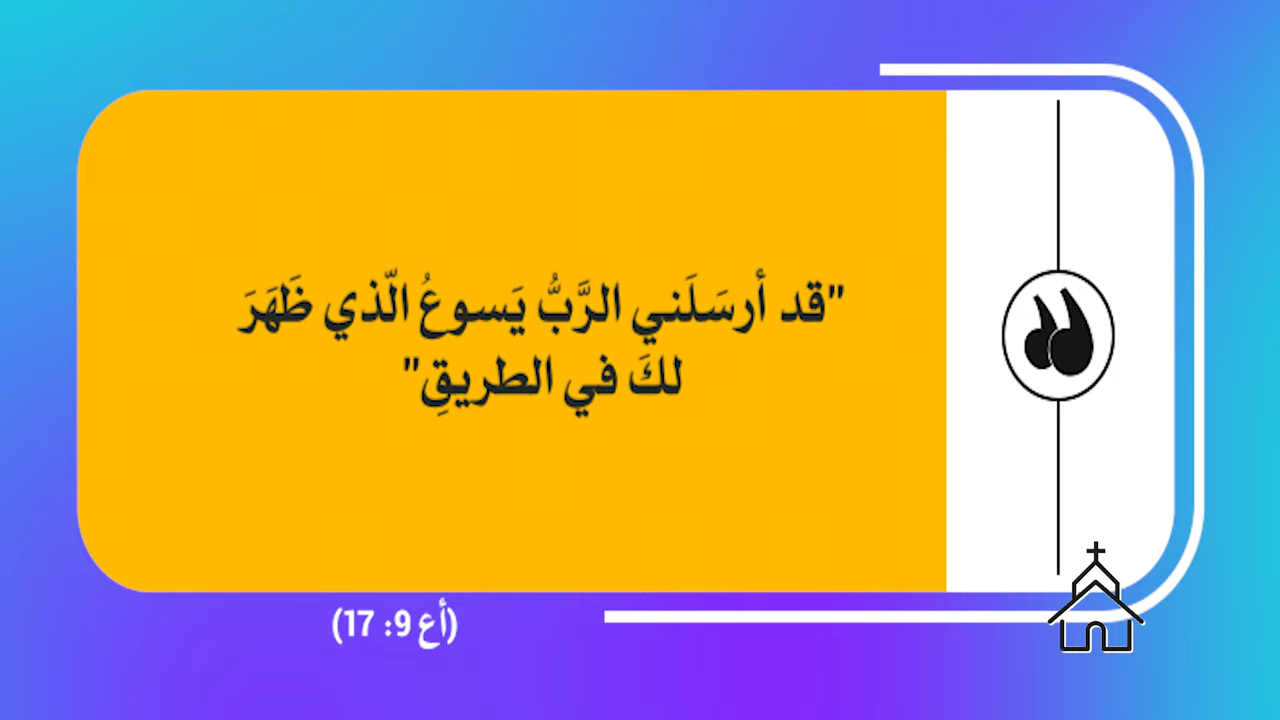 "قد أرسَلَني الرَّبُّ يَسوعُ الّذي ظَهَرَ
لكَ في الطريقِ"
(أع 9: 17)